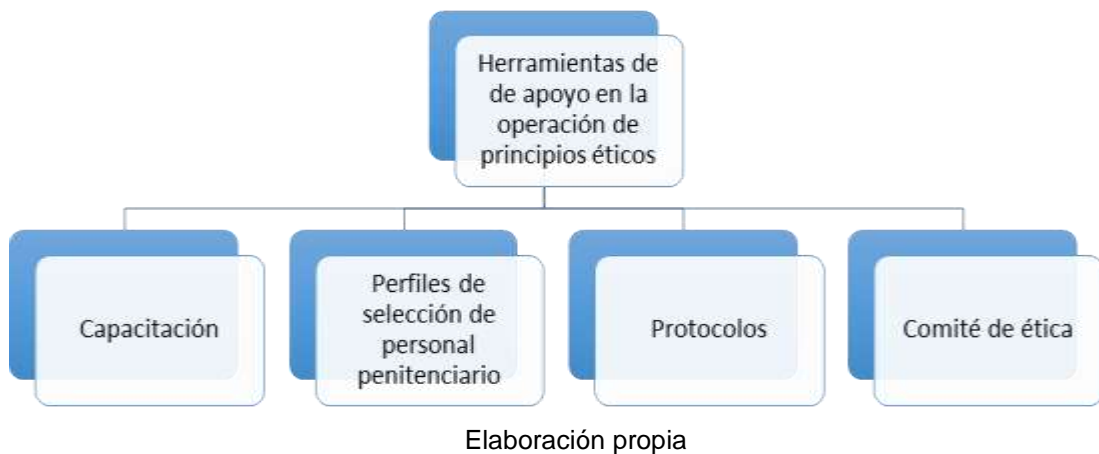 Herramientas de
de apoyo en la
operación de
principios éticos
Capacitación
Perfiles de
selección de
personal
penitenciario
Protocolos
Comité de ética
Elaboración propia